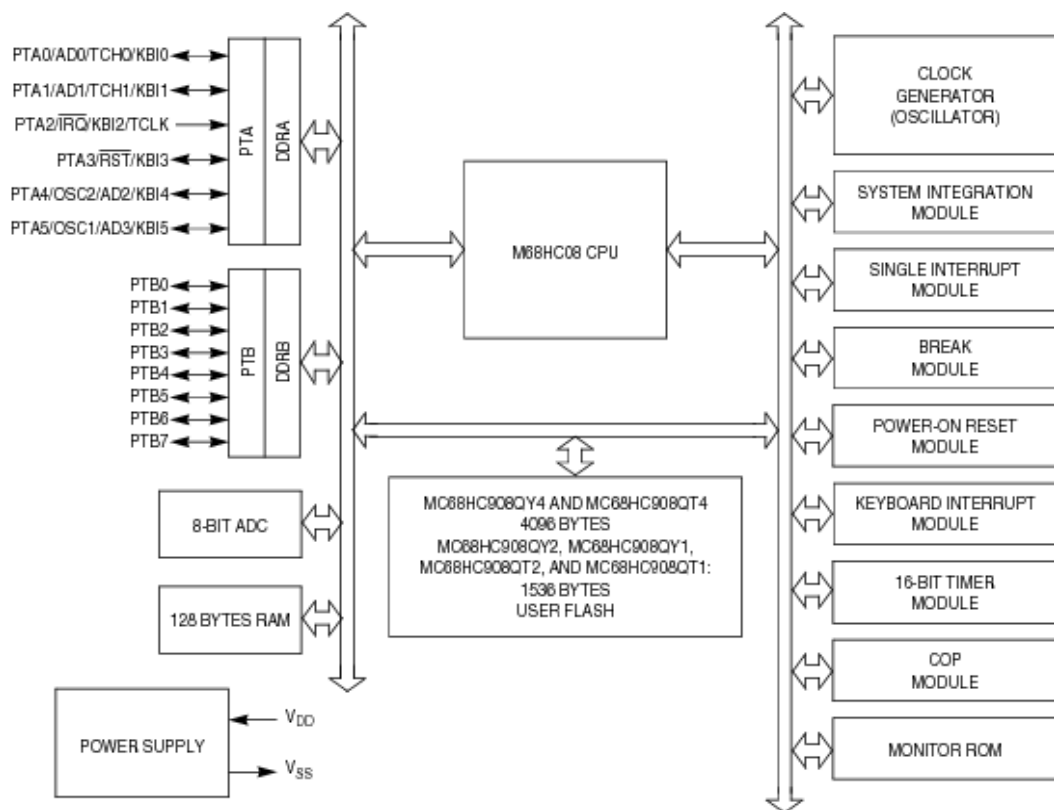 PTA0/AD0/TCH0/KBI0
PTA1/AD1/TCH1/KBI1
PTA2/IRQ/KBI2/TCLK
PTA3/RST/KBI3
PTA4/OSC2/AD2/KBI4
PTA5/OSC1/AD3/KBI5
PTA
DDRA
PTB0
PTB1
PTB2
PTB3
PTB4
PTB5
PTB6
PTB7
PTB
DDRB
8-BIT ADC
128 BYTES RAM
POWER SUPPLY
VDD
VSS
M68HC08 CPU
MC68HC908QY4 AND MC68HC908QT4
4096 BYTES
MC68HC908QY2, MC68HC908QY1,
MC68HC908QT2, AND MC68HC908QT1:
1536 BYTES
USER FLASH
CLOCK
GENERATOR
(OSCILLATOR)
SYSTEM INTEGRATION
MODULE
SINGLE INTERRUPT
MODULE
BREAK
MODULE
POWER-ON RESET
MODULE
KEYBOARD INTERRUPT
MODULE
16-BIT TIMER
MODULE
COP
MODULE
MONITOR ROM